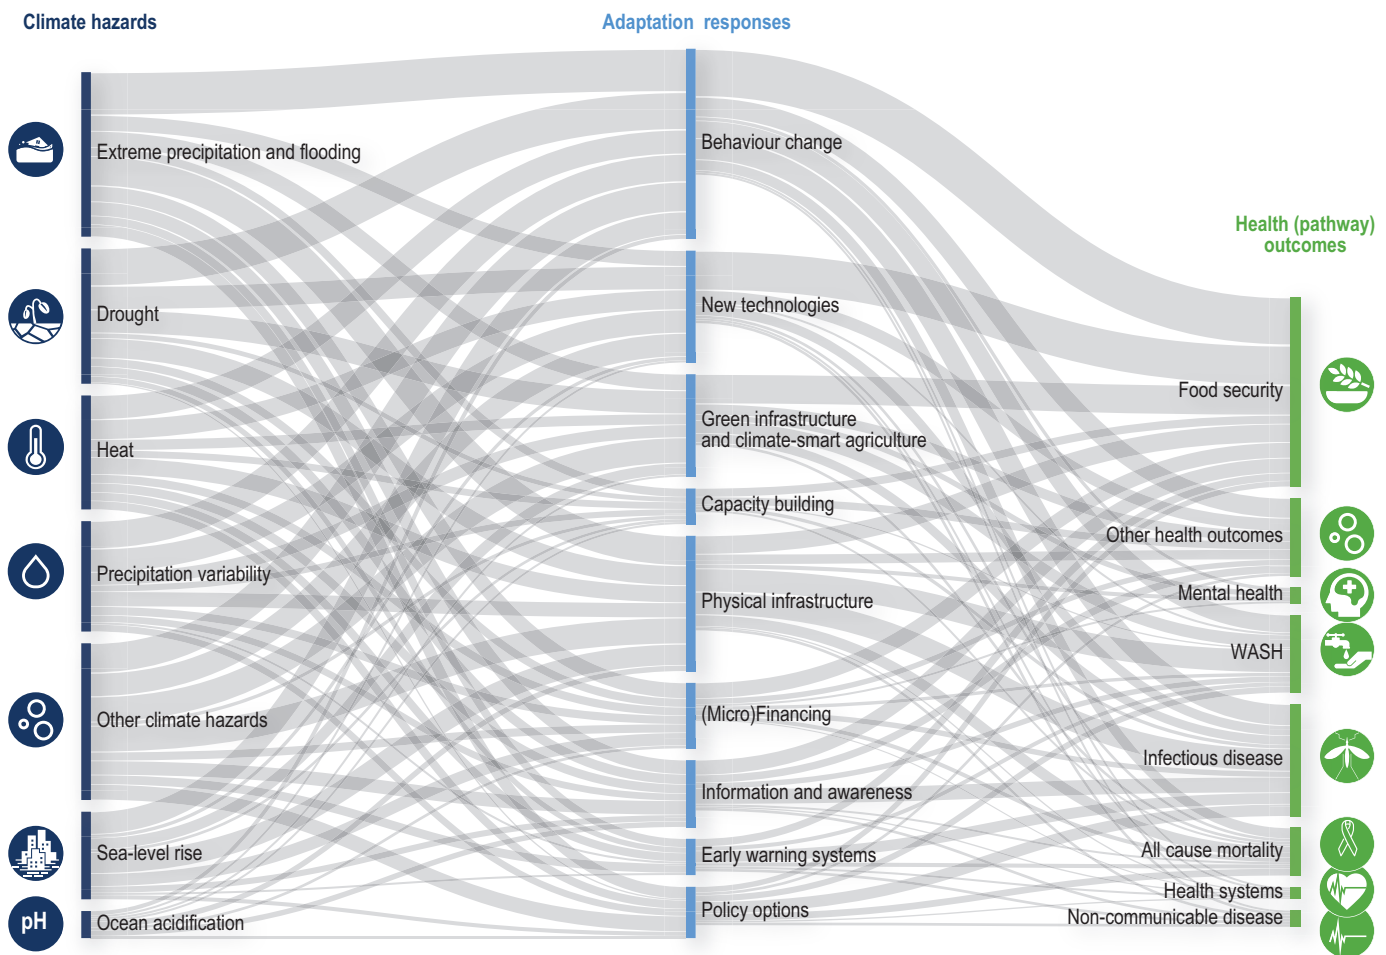 Climate hazards
Adaptation responses
Health (pathway)
outcomes
Extreme precipitation and flooding
Drought
Heat
Precipitation variability
Other climate hazards
Sea-level rise
pH
Ocean acidification
Behaviour change
New technologies
Green infrastructure
and climate-smart agriculture
Capacity building
Physical infrastructure
(Micro)Financing
Information and awareness
Early warning systems
Policy options
Food security
Other health outcomes
Mental health
WASH
Infectious disease
All cause mortality
Health systems
Non-communicable disease